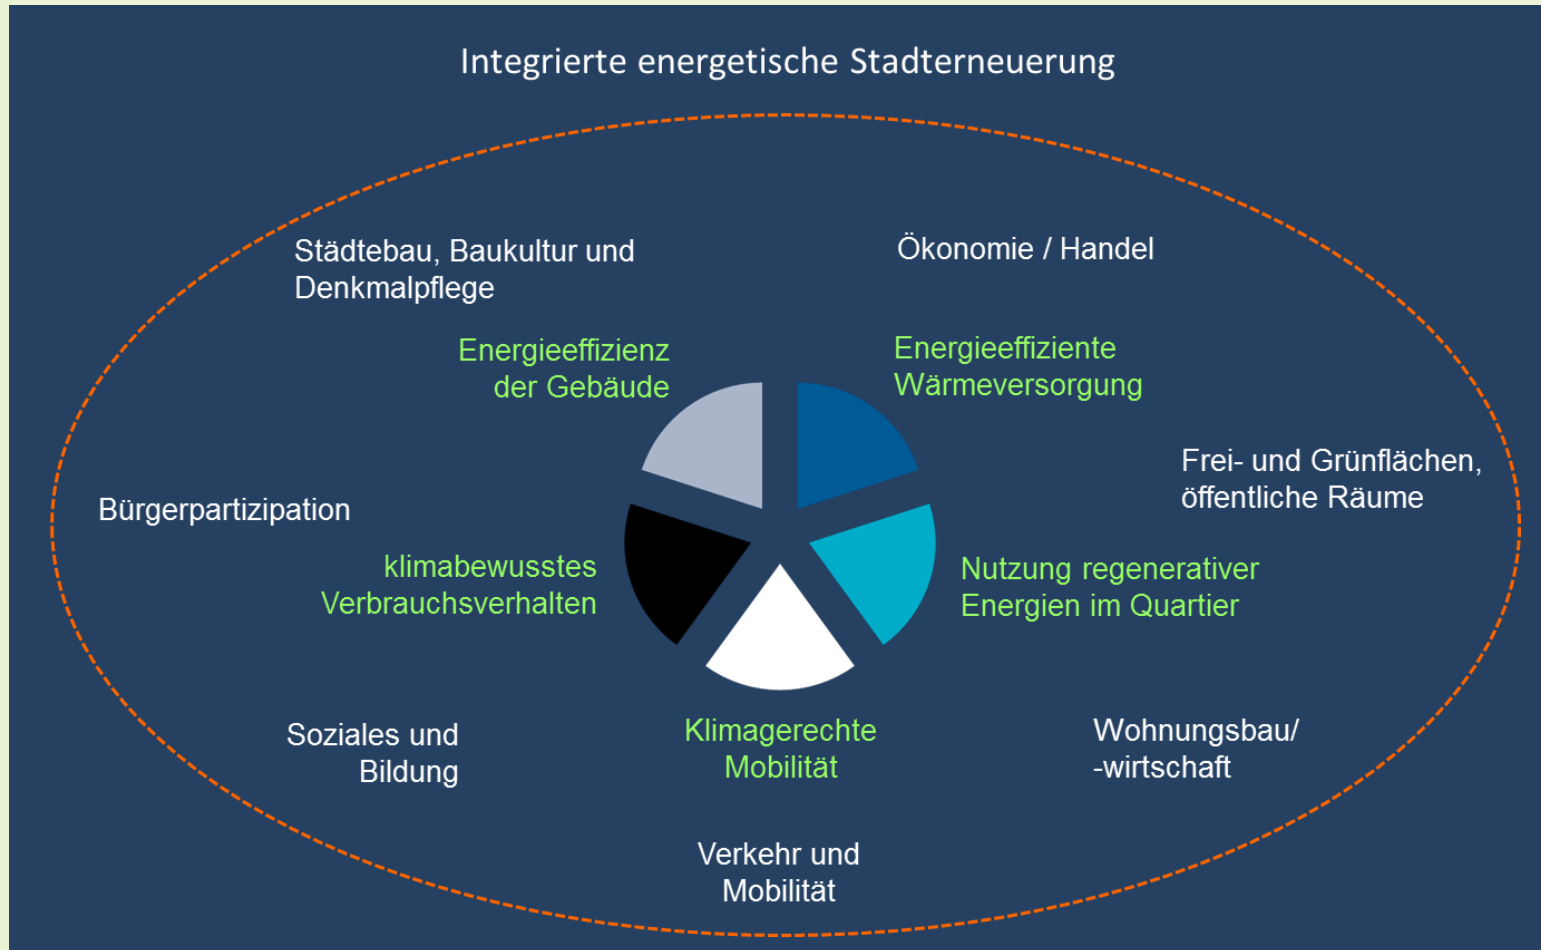 Integrierte energetische Stadterneuerung
Städtebau, Baukultur und
Denkmalpflege
Ökonomie / Handel
Energieeffizienz
der Gebäude
Energieeffiziente
Wärmeversorgung
Frei- und Grünflächen,
öffentliche Räume
Bürgerpartizipation
klimabewusstes
Verbrauchsverhalten
Nutzung regenerativer
Energien im Quartier
Soziales und
Bildung
Klimagerechte
Mobilität
Wohnungsbau/
-wirtschaft
Verkehr und
Mobilität